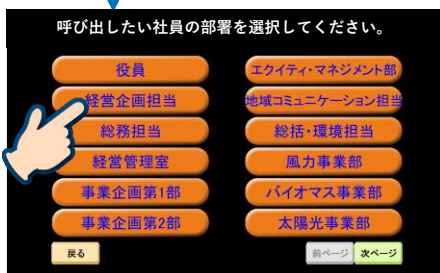 呼び出したい社員の部署を選択してください。
役員
経営企画担当
総務担当
経営管理室
事業企画第1部
事業企画第2部
エクイティ・マネジメント部
地域コミュニケーション担当
総括・環境担当
風力事業部
バイオマス事業部
太陽光事業部
戻る
前ページ 次ページ